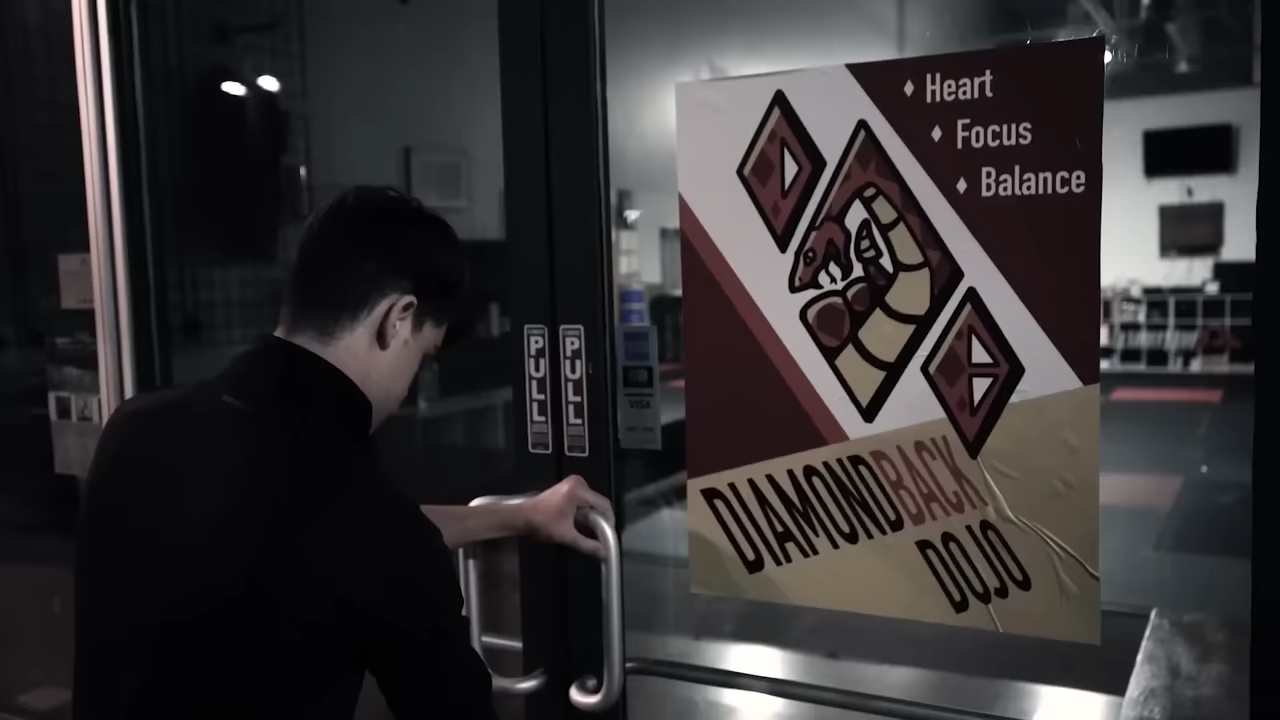 Heart
Focus
Balance
PULL
PULL
VISA
D
B
DIAMONDBACK
DOJO